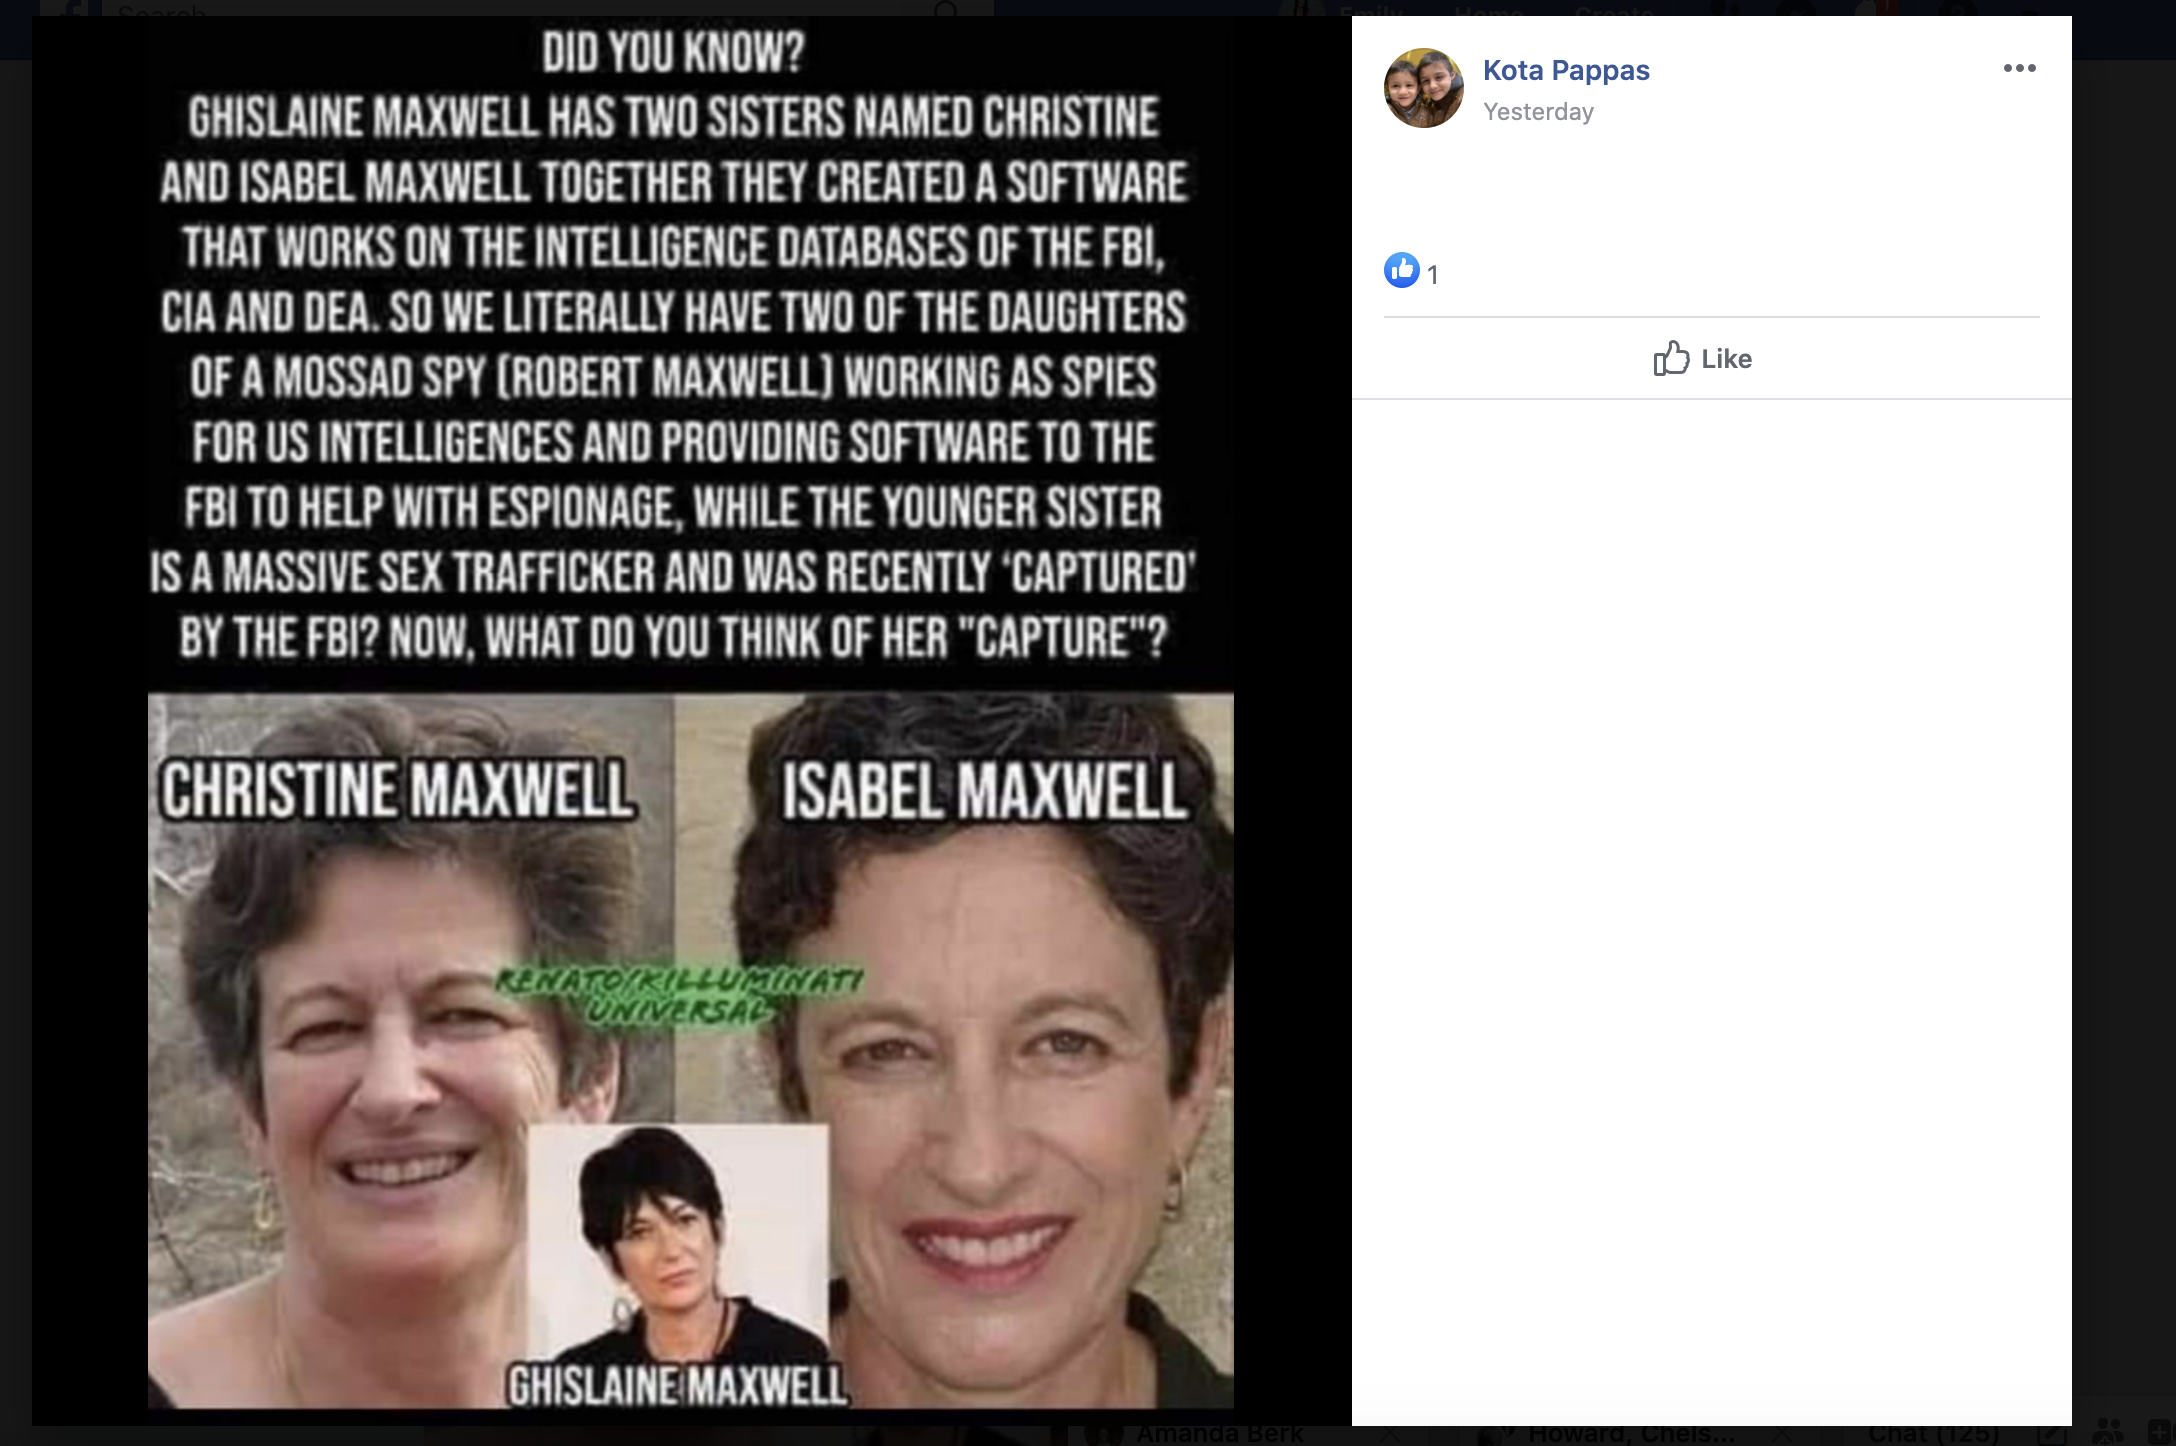 Search
Emily Home Create
DID YOU KNOW?
GHISLAINE MAXWELL HAS TWO SISTERS NAMED CHRISTINE
AND ISABEL MAXWELL TOGETHER THEY CREATED A SOFTWARE
THAT WORKS ON THE INTELLIGENCE DATABASES OF THE FBI,
CIA AND DEA. SO WE LITERALLY HAVE TWO OF THE DAUGHTERS
OF A MOSSAD SPY (ROBERT MAXWELL) WORKING AS SPIES
FOR US INTELLIGENCES AND PROVIDING SOFTWARE TO THE
FBI TO HELP WITH ESPIONAGE, WHILE THE YOUNGER SISTER
IS A MASSIVE SEX TRAFFICKER AND WAS RECENTLY ‘CAPTURED'
BY THE FBI? NOW, WHAT DO YOU THINK OF HER "CAPTURE"?
CHRISTINE MAXWELL
ISABEL MAXWELL
RENATO/KILLUMINATI
UNIVERSAL
GHISLAINE MAXWELL
Kota Pappas
Yesterday
1
Like
Amanda Berk
Howard, Chels...
Chat (125)